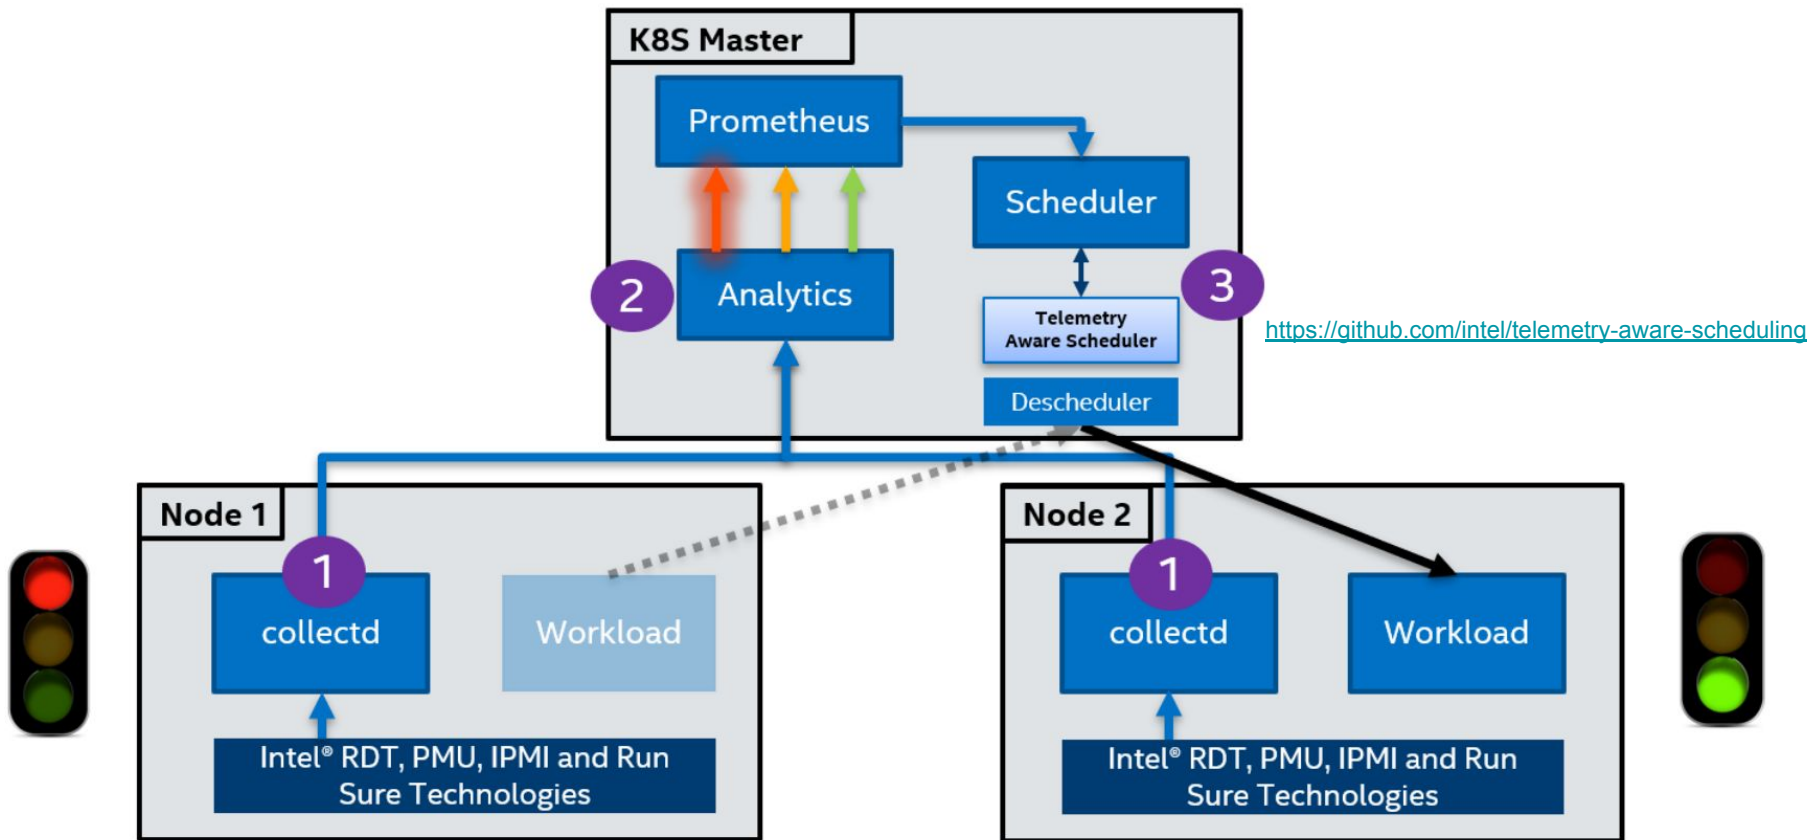 K8S Master
Prometheus
Scheduler
2
Analytics
3
Telemetry
Aware Scheduler
https://github.com/intel/telemetry-aware-scheduling
Descheduler
Node 1
1
collectd
Workload
Intel® RDT, PMU, IPMI and Run
Sure Technologies
Node 2
1
collectd
Workload
Intel® RDT, PMU, IPMI and Run
Sure Technologies